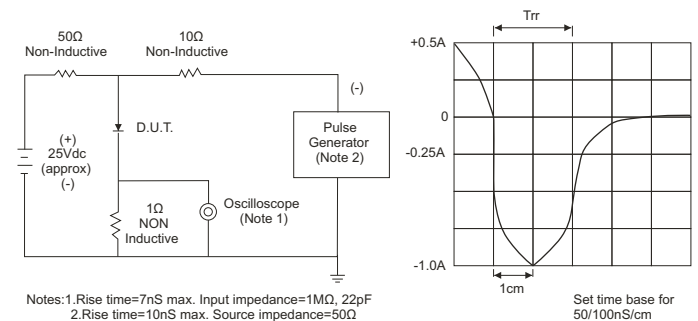 50Ω
Non-Inductive
10Ω
Non-Inductive
(+)
25Vdc
(approx)
(-)
D.U.T.
1Ω
NON
Inductive
Oscilloscope
(Note 1)
(-)
Pulse
Generator
(Note 2)
Notes:1.Rise time=7nS max. Input impedance=1MΩ, 22pF
2.Rise time=10nS max. Source impedance=50Ω
Trr
+0.5A
0
-0.25A
-1.0A
1cm
Set time base for
50/100nS/cm